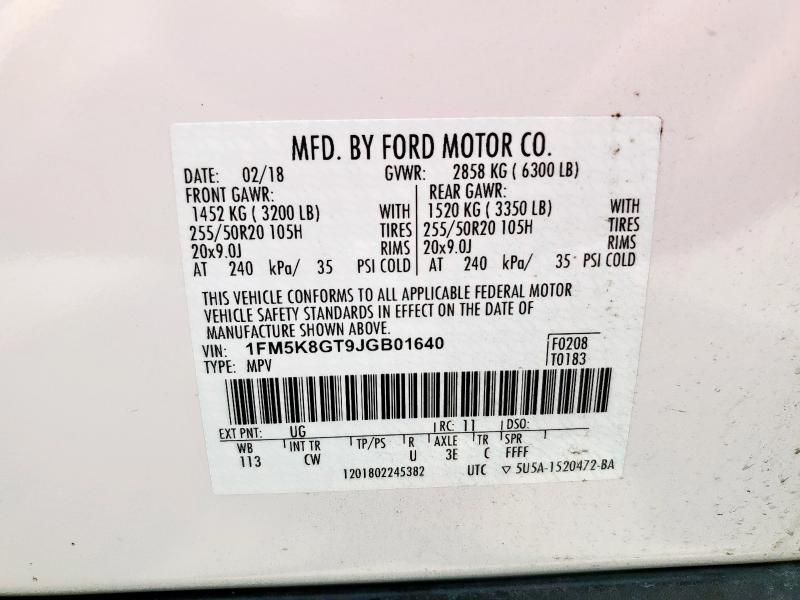 MFD. BY FORD MOTOR CO.
DATE: 02/18 GVWR: 2858 KG ( 6300 LB)
FRONT GAWR: REAR GAWR:
1452 KG ( 3200 LB) WITH 1520 KG ( 3350 LB) WITH
255/50R20 105H TIRES 255/50R20 105H TIRES
20x9.0J RIMS 20x9.0J RIMS
AT 240 kPa/ 35 PSI COLD AT 240 kPa/ 35 PSI COLD
THIS VEHICLE CONFORMS TO ALL APPLICABLE FEDERAL MOTOR
VEHICLE SAFETY STANDARDS IN EFFECT ON THE DATE OF
MANUFACTURE SHOWN ABOVE.
VIN: 1FM5K8GT9JGB01640 F0208
TYPE: MPV T0183
EXT PNT: UG RC: 11 DSO:
WB INT TR TP/PS R AXLE TR SPR
113 CW U 3E C FFFF
1201802245382 UTC ▽ 5U5A-1520472-BA